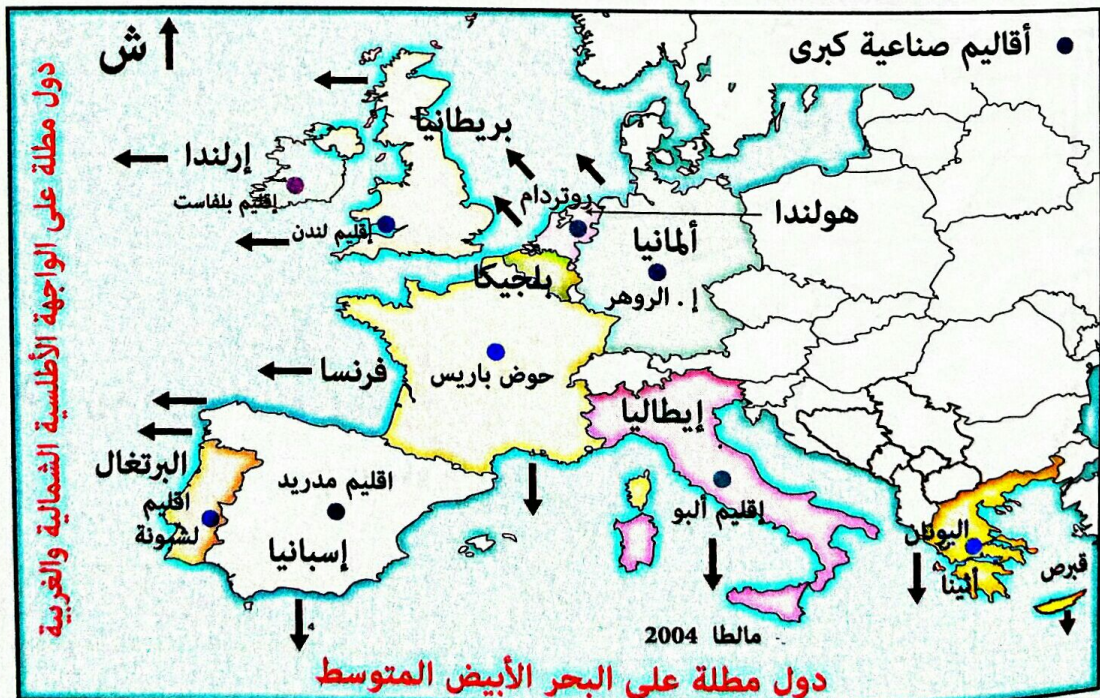 أقاليم صناعية كبرى
ش
دول مطلة على الواجهة الأطلسية الشمالية والغربية
بريطانيا
إرلندا
إقليم بلفاست
إقليم لندن
روتردام
هولندا
ألمانيا
إ. الروهر
بلجيكا
فرنسا
حوض باريس
إيطاليا
إقليم ألبو
البرتغال
اقليم
لشبونة
اقليم مدريد
إسبانيا
اليونان
أثينا
قبرص
مالطا 2004
دول مطلة على البحر الأبيض المتوسط